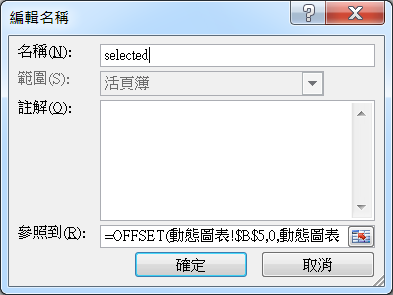 編輯名稱
名稱(N): selected
範圍(S): 活頁簿
註解(O):
參照到(R): =OFFSET(動態圖表!$B$5,0,動態圖表
確定 取消